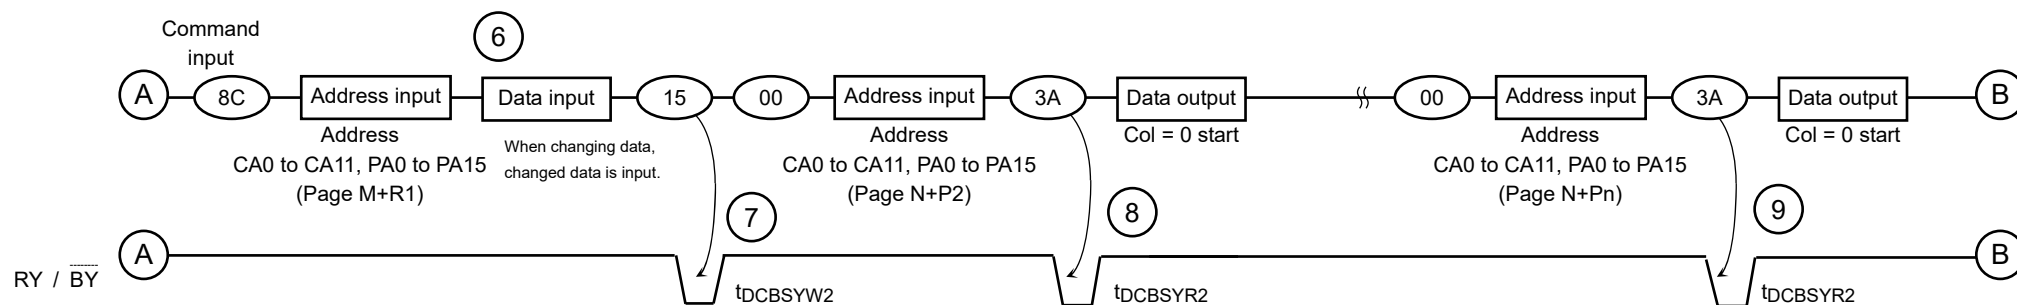 Command
input
6
A
8C
Address input
Data input
15
00
Address input
3A
Data output
00
Address input
3A
Data output
B
Address
CA0 to CA11, PA0 to PA15
(Page M+R1)
When changing data,
changed data is input.
Address
CA0 to CA11, PA0 to PA15
(Page N+P2)
Col = 0 start
Address
CA0 to CA11, PA0 to PA15
(Page N+Pn)
Col = 0 start
7
8
9
RY / BY
A
tDCBSYW2
tDCBSYR2
tDCBSYR2
B